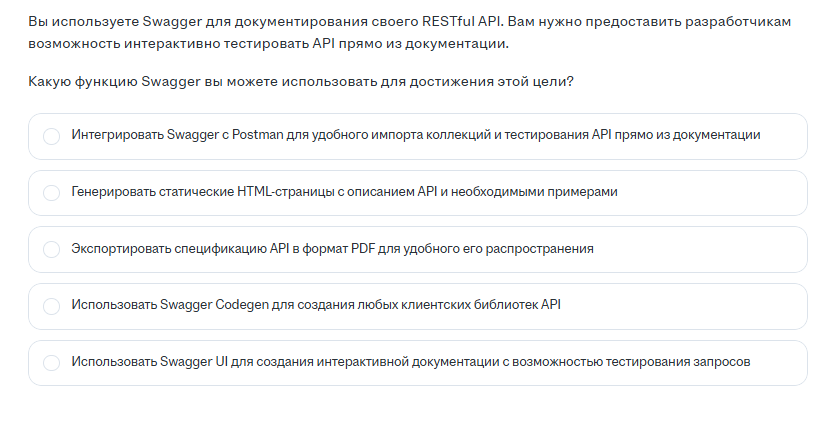 Вы используете Swagger для документирования своего RESTful API. Вам нужно предоставить разработчикам
возможность интерактивно тестировать API прямо из документации.
Какую функцию Swagger вы можете использовать для достижения этой цели?
Интегрировать Swagger с Postman для удобного импорта коллекций и тестирования API прямо из документации
Генерировать статические HTML-страницы с описанием API и необходимыми примерами
Экспортировать спецификацию API в формат PDF для удобного его распространения
Использовать Swagger Codegen для создания любых клиентских библиотек API
Использовать Swagger UI для создания интерактивной документации с возможностью тестирования запросов